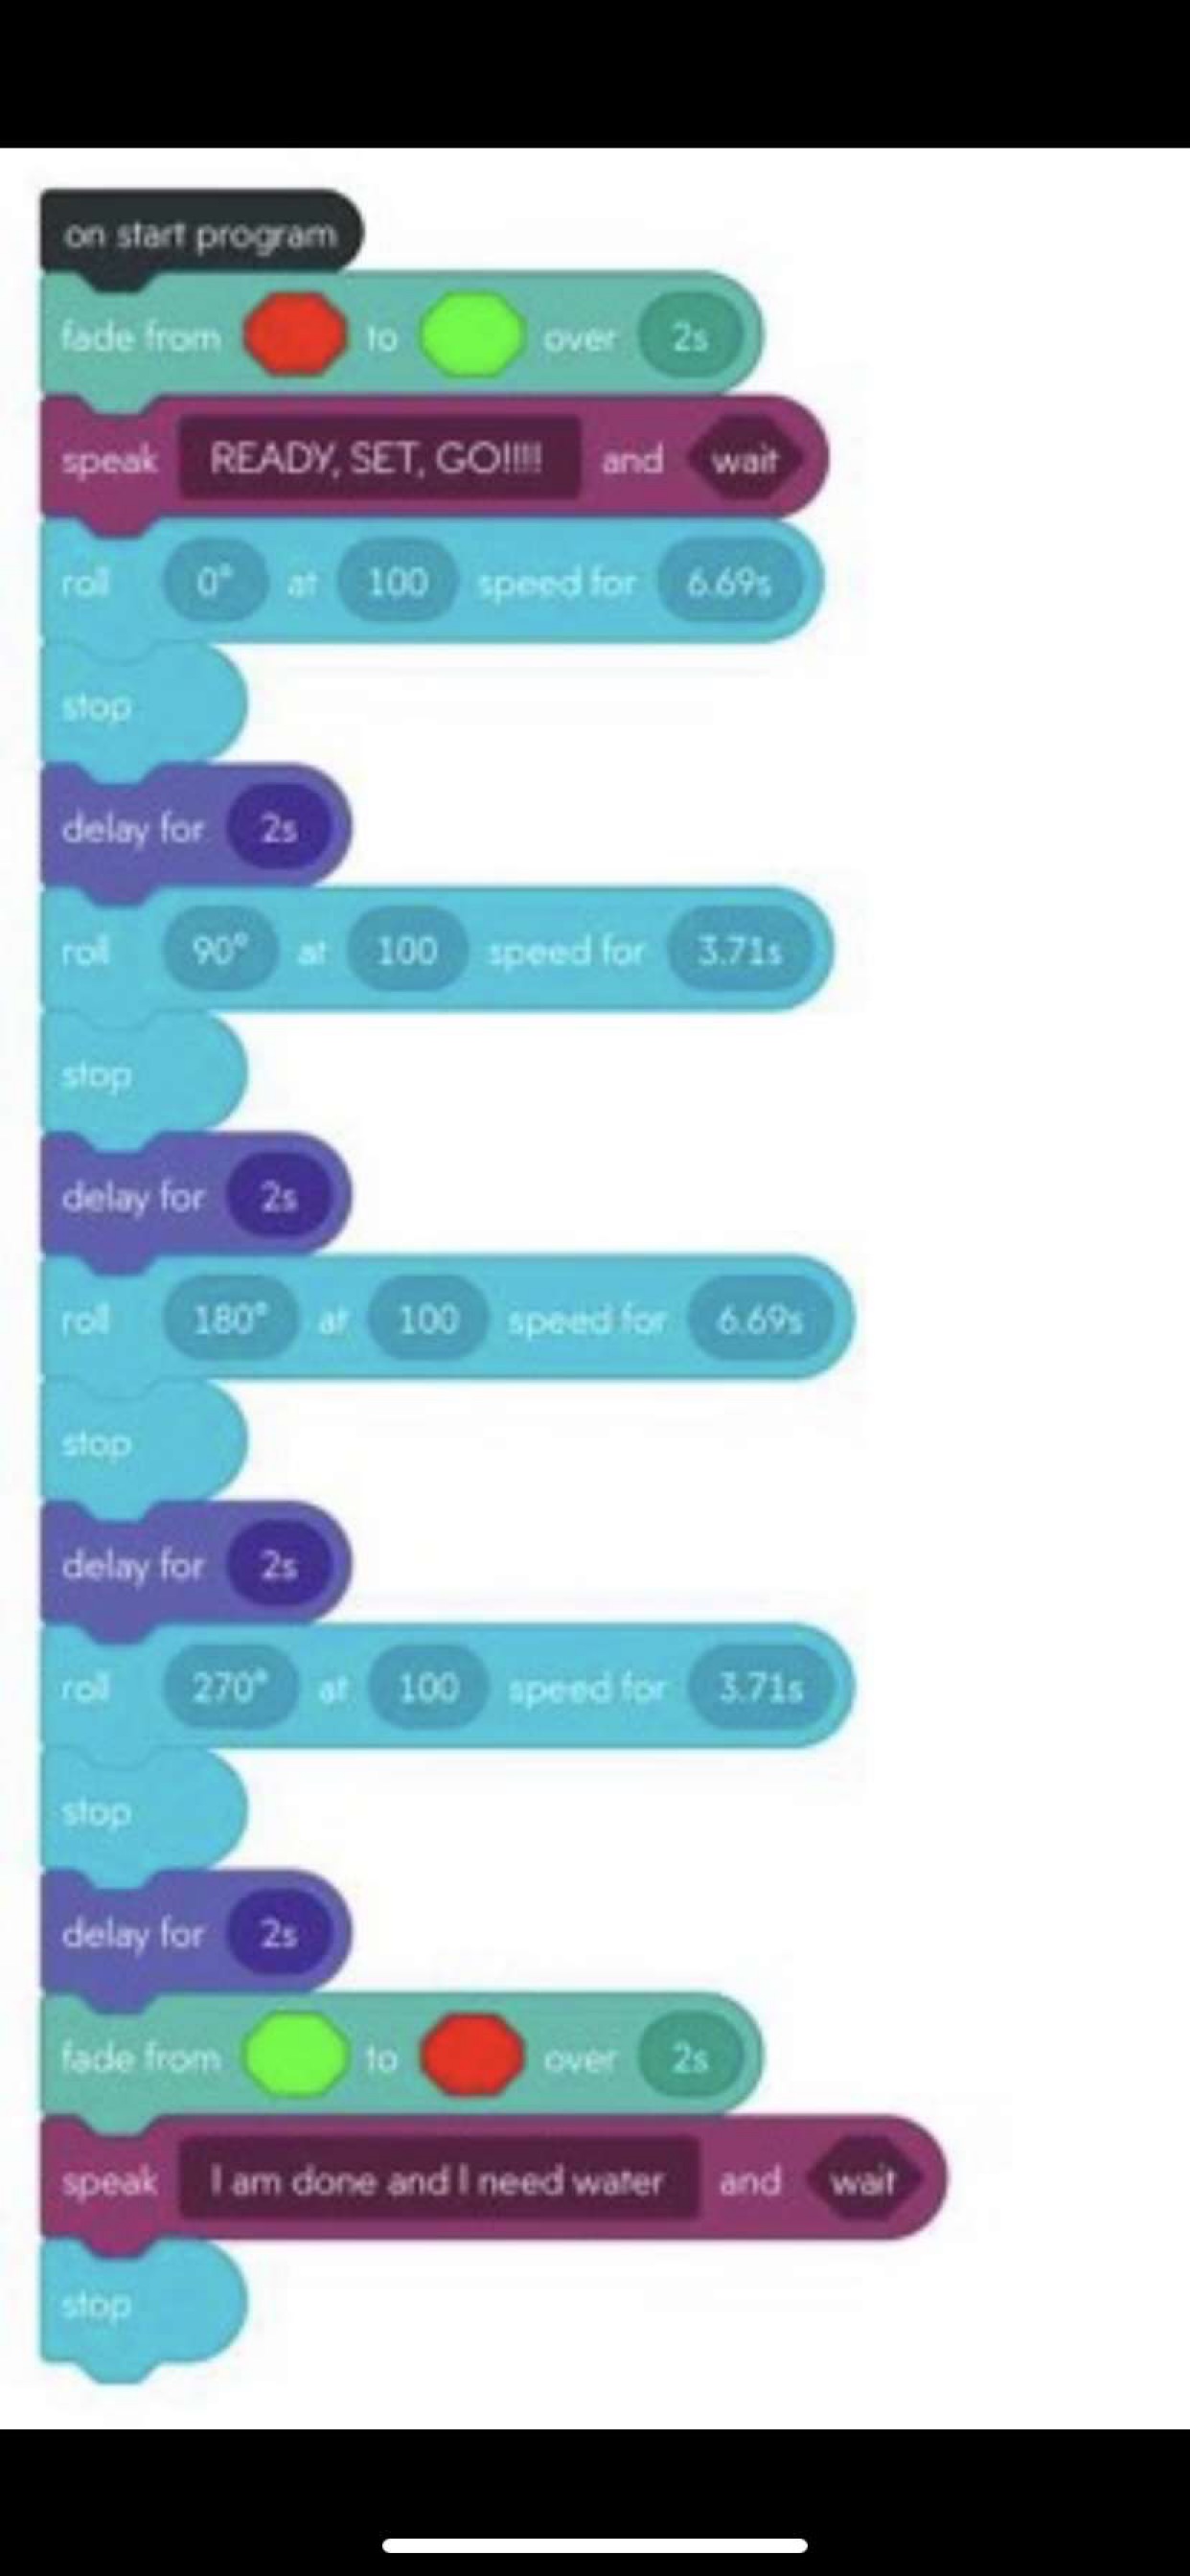 on start program
fade from to over 2s
speak READY, SET, GO!!!! and wait
roll 0° at 100 speed for 6.69s
stop
delay for 2s
roll 90° at 100 speed for 3.71s
stop
delay for 2s
roll 180° at 100 speed for 6.69s
stop
delay for 2s
roll 270° at 100 speed for 3.71s
stop
delay for 2s
fade from to over 2s
speak I am done and I need water and wait
stop